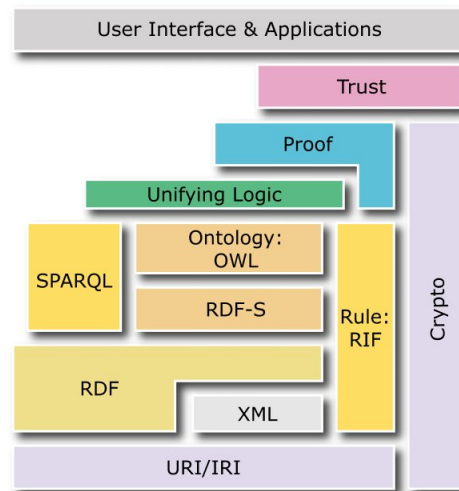 User Interface & Applications
Trust
Proof
Unifying Logic
Ontology:
OWL
SPARQL
RDF-S
Rule:
RIF
Crypto
RDF
XML
URI/IRI